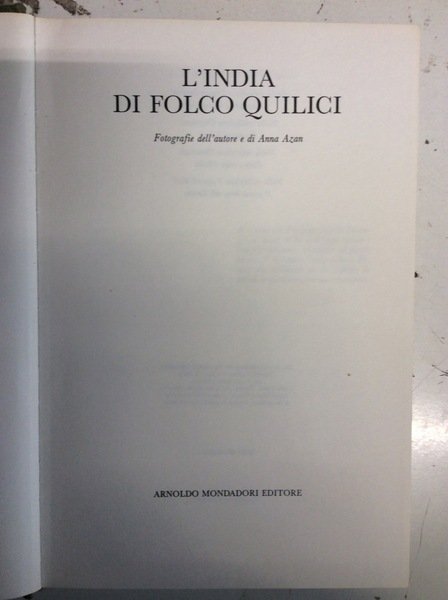 L'INDIA
DI FOLCO QUILICI
Fotografie dell'autore e di Anna Azan
ARNOLDO MONDADORI EDITORE